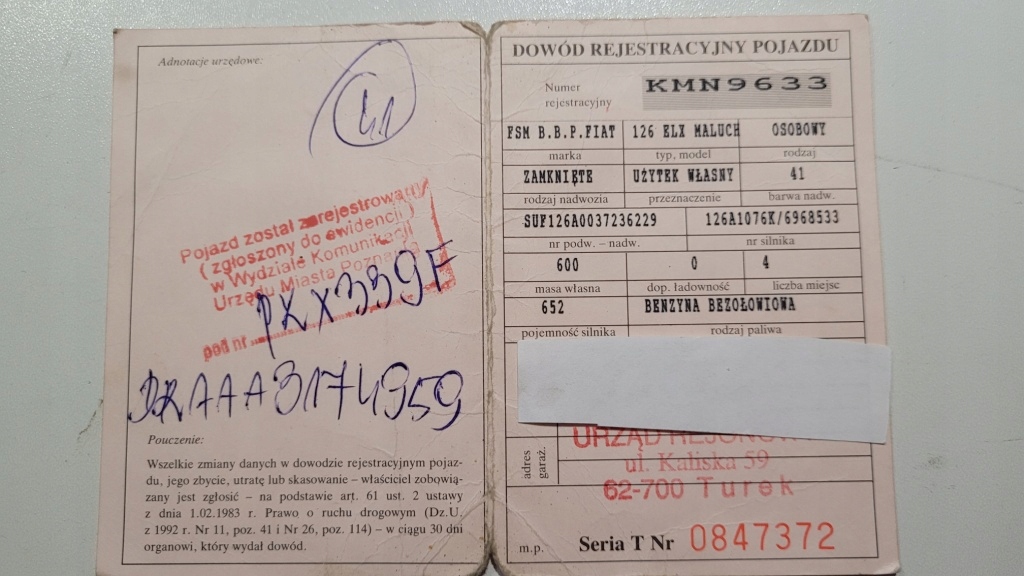 Adnotacje urzędowe:
41
Pojazd został zarejestrowany
( zgłoszony do ewidencji )
w Wydziale Komunikacji
Urzędu Miasta
pod nr PKX339F
DRAAA3174959
Pouczenie:
Wszelkie zmiany danych w dowodzie rejestracyjnym pojaz-
du, jego zbycie, utratę lub skasowanie – właściciel zobowią-
zany jest zgłosić – na podstawie art. 61 ust. 2 ustawy
z dnia 1.02.1983 r. Prawo o ruchu drogowym (Dz.U.
z 1992 r. Nr 11, poz. 41 i Nr 26, poz. 114) – w ciągu 30 dni
organowi, który wydał dowód.
DOWÓD REJESTRACYJNY POJAZDU
Numer
rejestracyjny KMN9633
FSM B.B.P.FIAT 126 ELX MALUCH OSOBOWY
marka typ, model rodzaj
ZAMKNIĘTE UŻYTEK WŁASNY 41
rodzaj nadwozia przeznaczenie barwa nadw.
SUF126A0037236229 126A1076K/6968533
nr podw. – nadw. nr silnika
600 0 4
masa własna dop. ładowność liczba miejsc
652 BENZYNA BEZOŁOWIOWA
pojemność silnika rodzaj paliwa
URZĄD
adres
garaż.
ul. Kaliska 59
62-700 Turek
m.p. Seria T Nr 0847372